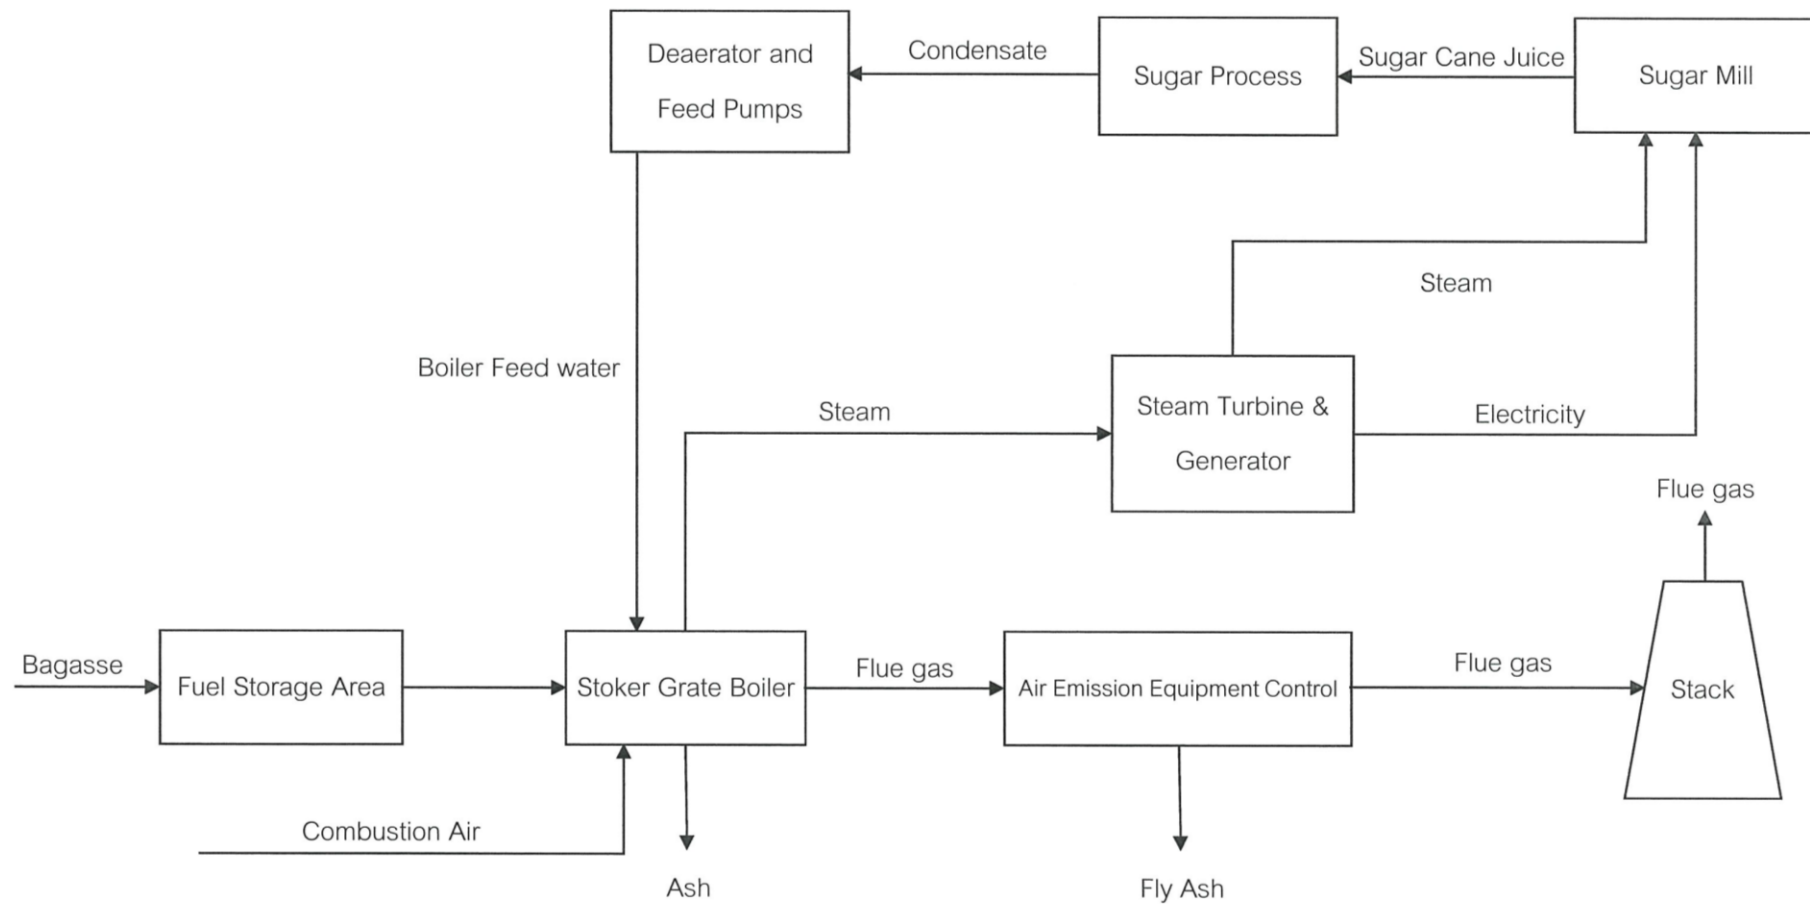 Deaerator and
Feed Pumps
Condensate
Sugar Process
Sugar Cane Juice
Sugar Mill
Steam
Boiler Feed water
Steam
Steam Turbine &
Generator
Electricity
Flue gas
Bagasse
Fuel Storage Area
Stoker Grate Boiler
Flue gas
Air Emission Equipment Control
Flue gas
Stack
Combustion Air
Ash
Fly Ash